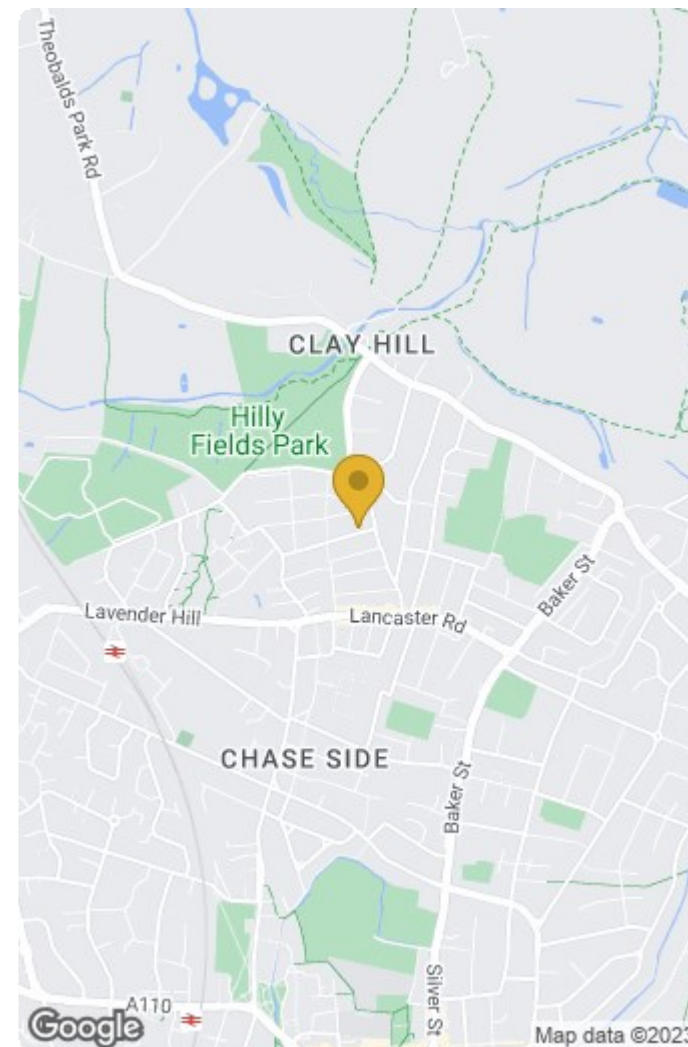 Theobalds Park Rd
CLAY HILL
Hilly
Fields Park
Baker St
Lavender Hill
Lancaster Rd
CHASE SIDE
Baker St
Silver St
A110
Google
Map data ©2023